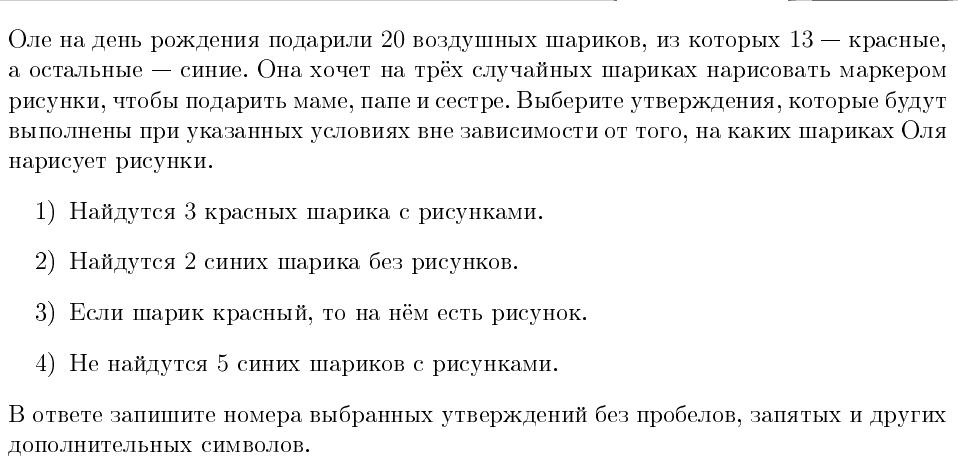 Оле на день рождения подарили 20 воздушных шариков, из которых 13 — красные,
а остальные — синие. Она хочет на трёх случайных шариках нарисовать маркером
рисунки, чтобы подарить маме, папе и сестре. Выберите утверждения, которые будут
выполнены при указанных условиях вне зависимости от того, на каких шариках Оля
нарисует рисунки.
1) Найдутся 3 красных шарика с рисунками.
2) Найдутся 2 синих шарика без рисунков.
3) Если шарик красный, то на нём есть рисунок.
4) Не найдутся 5 синих шариков с рисунками.
В ответе запишите номера выбранных утверждений без пробелов, запятых и других
дополнительных символов.